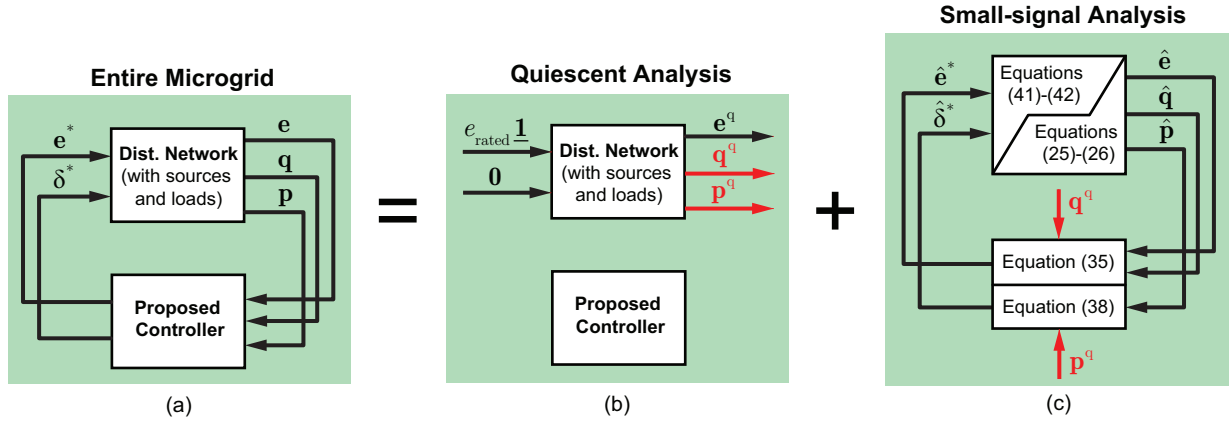 Entire Microgrid
e*
δ*
Dist. Network
(with sources
and loads)
e
q
p
Proposed
Controller
(a)
=
Quiescent Analysis
e_rated 1
0
Dist. Network
(with sources
and loads)
e^q
q^q
p^q
Proposed
Controller
(b)
+
Small-signal Analysis
ê*
δ̂*
Equations
(41)-(42)
Equations
(25)-(26)
ê
q̂
p̂
q^q
Equation (35)
Equation (38)
p^q
(c)